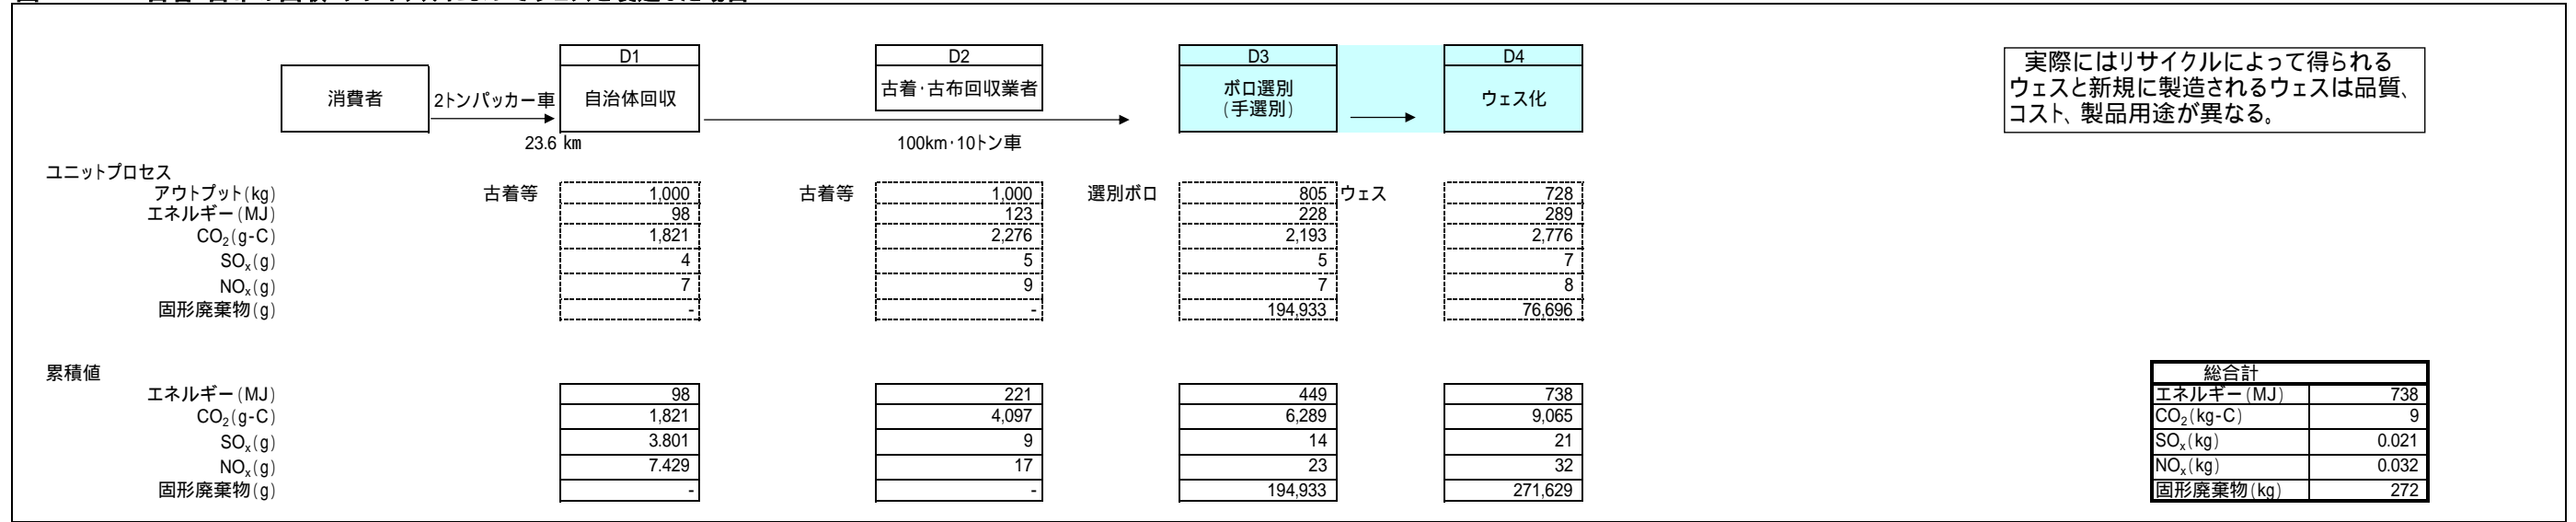 D1 D2 D3 D4
消費者 2トンパッカー車 自治体回収 古着・古布回収業者 ボロ選別 ウェス化
(手選別)
23.6 km 100km・10トン車
実際にはリサイクルによって得られる
ウェスと新規に製造されるウェスは品質、
コスト、製品用途が異なる。
ユニットプロセス
アウトプット(kg) 古着等 1,000 古着等 1,000 選別ボロ 805 ウェス 728
エネルギー(MJ) 98 123 228 289
CO₂(g-C) 1,821 2,276 2,193 2,776
SOₓ(g) 4 5 5 7
NOₓ(g) 7 9 7 8
固形廃棄物(g) - - 194,933 76,696
累積値
エネルギー(MJ) 98 221 449 738
CO₂(g-C) 1,821 4,097 6,289 9,065
SOₓ(g) 3.801 9 14 21
NOₓ(g) 7.429 17 23 32
固形廃棄物(g) - - 194,933 271,629
総合計
エネルギー(MJ) 738
CO₂(kg-C) 9
SOₓ(kg) 0.021
NOₓ(kg) 0.032
固形廃棄物(kg) 272